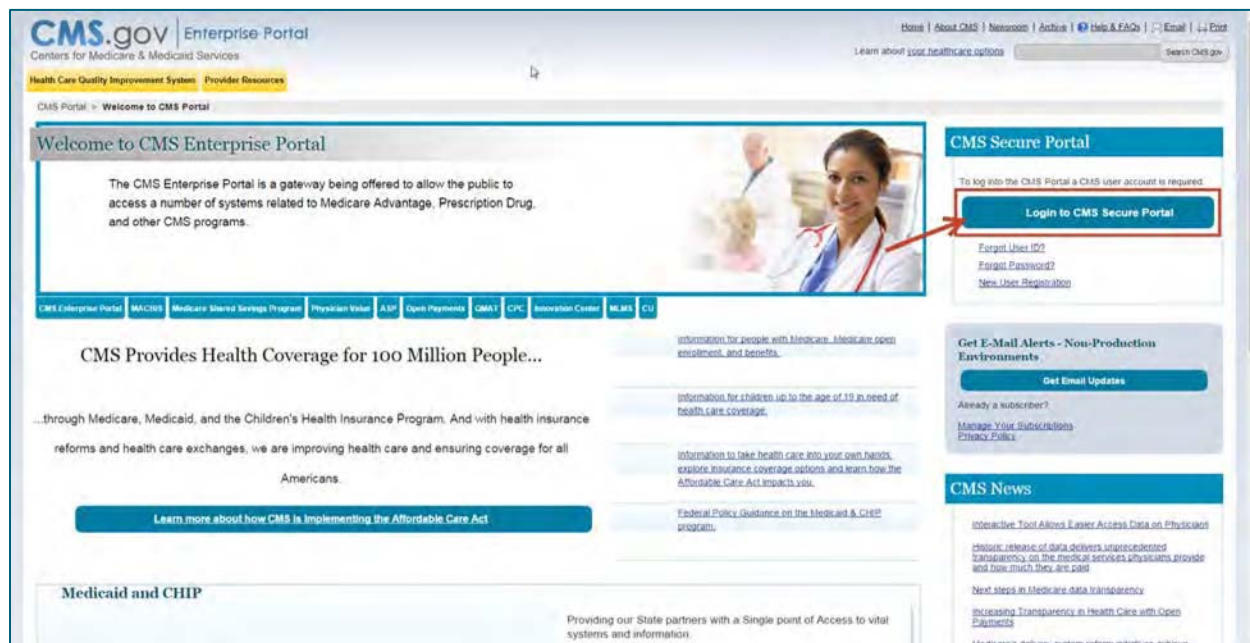 CMS.gov | Enterprise Portal
Centers for Medicare & Medicaid Services
Home | About CMS | Newsroom | Archive | Help & FAQs | Email | Print
Learn about your healthcare options
Search CMS.gov
Health Care Quality Improvement System Provider Resources
CMS Portal > Welcome to CMS Portal
Welcome to CMS Enterprise Portal
The CMS Enterprise Portal is a gateway being offered to allow the public to
access a number of systems related to Medicare Advantage, Prescription Drug,
and other CMS programs.
CMS Secure Portal
To log into the CMS Portal a CMS user account is required.
Login to CMS Secure Portal
Forgot User ID?
Forgot Password?
New User Registration
CMS Enterprise Portal MACBIS Medicare Shared Savings Program Physician Value ASP Open Payments QMAT CPC Innovation Center MLMS CU
CMS Provides Health Coverage for 100 Million People...
...through Medicare, Medicaid, and the Children's Health Insurance Program. And with health insurance
reforms and health care exchanges, we are improving health care and ensuring coverage for all
Americans.
Learn more about how CMS is Implementing the Affordable Care Act
Information for people with Medicare, Medicare open
enrollment, and benefits.
Information for children up to the age of 19 in need of
health care coverage.
Information to take health care into your own hands,
explore insurance coverage options and learn how the
Affordable Care Act impacts you.
Federal Policy Guidance on the Medicaid & CHIP
program.
Get E-Mail Alerts - Non-Production
Environments
Get Email Updates
Already a subscriber?
Manage Your Subscriptions
Privacy Policy
CMS News
Interactive Tool Allows Easier Access Data on Physicians
Historic release of data delivers unprecedented
transparency on the medical services physicians provide
and how much they are paid
Next steps in Medicare data transparency
Increasing Transparency in Health Care with Open
Payments
Medicaid and CHIP
Providing our State partners with a Single point of Access to vital
systems and information.